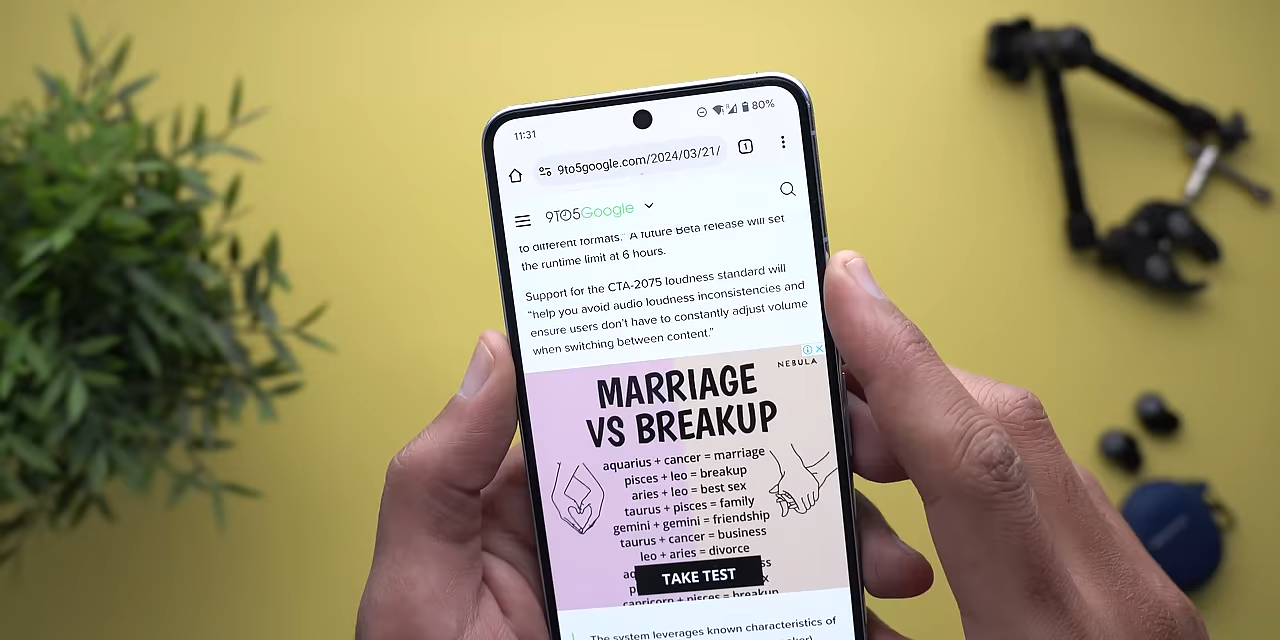 11:31
80%
9to5google.com/2024/03/21/
1
9TO5Google
to different formats.” A future Beta release will set
the runtime limit at 6 hours.
Support for the CTA-2075 loudness standard will
“help you avoid audio loudness inconsistencies and
ensure users don’t have to constantly adjust volume
when switching between content.”
NEBULA
MARRIAGE
VS BREAKUP
aquarius + cancer = marriage
pisces + leo = breakup
aries + leo = best sex
taurus + pisces = family
gemini + gemini = friendship
taurus + cancer = business
leo + aries = divorce
TAKE TEST
capricorn + pisces = breakup
The system leverages known characteristics of